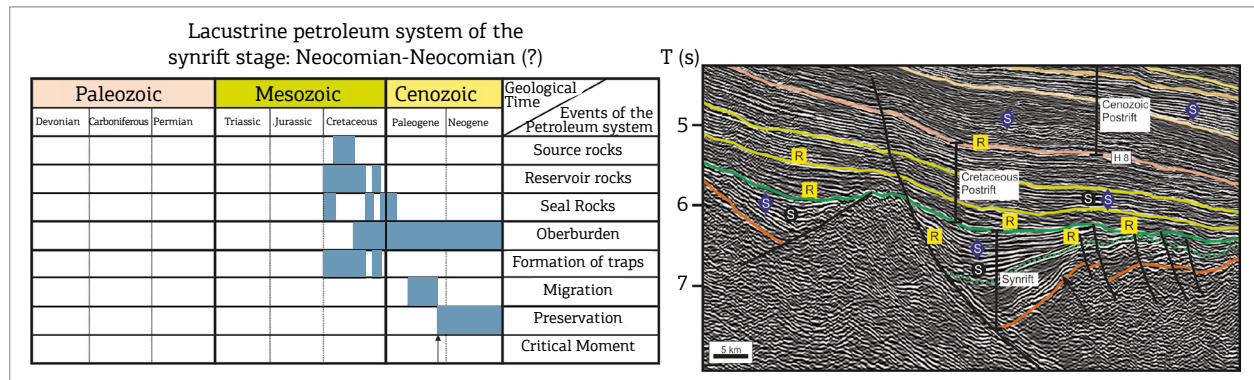 Lacustrine petroleum system of the
synrift stage: Neocomian-Neocomian (?)
Paleozoic
Mesozoic
Cenozoic
Geological
Time
Events of the
Petroleum system
Devonian
Carboniferous
Permian
Triassic
Jurassic
Cretaceous
Paleogene
Neogene
Source rocks
Reservoir rocks
Seal Rocks
Oberburden
Formation of traps
Migration
Preservation
Critical Moment
T (s)
5
6
7
Cenozoic
Postrift
S
S
R
H 8
R
Cretaceous
Postrift
R
S
S
S
S
R
R
R
R
S
S
Synrift
5 km